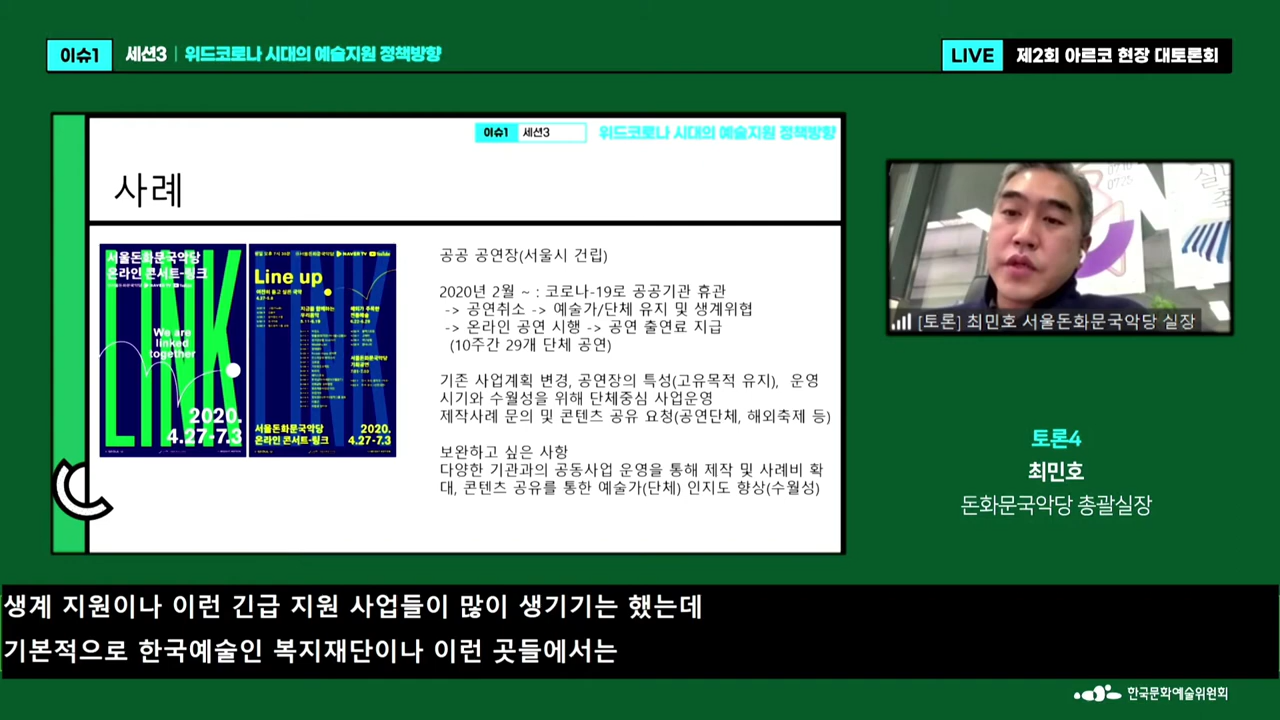 이슈1
세션3 | 위드코로나 시대의 예술지원 정책방향
LIVE 제2회 아르코 현장 대토론회
이슈1 세션3 위드코로나 시대의 예술지원 정책방향
사례
LINK
서울돈화문국악당
온라인 콘서트-링크
We are
linked
together
2020.
4.27-7.3
NAVER TV
YouTube
Line up
4.27-7.3
서울돈화문국악당
온라인 콘서트-링크
2020.
4.27-7.3
공공 공연장(서울시 건립)
2020년 2월 ~ : 코로나-19로 공공기관 휴관
-> 공연취소 -> 예술가/단체 유지 및 생계위협
-> 온라인 공연 시행 -> 공연 출연료 지급
(10주간 29개 단체 공연)
기존 사업계획 변경, 공연장의 특성(고유목적 유지), 운영
시기와 수월성을 위해 단체중심 사업운영
제작사례 문의 및 콘텐츠 공유 요청(공연단체, 해외축제 등)
보완하고 싶은 사항
다양한 기관과의 공동사업 운영을 통해 제작 및 사례비 확
대, 콘텐츠 공유를 통한 예술가(단체) 인지도 향상(수월성)
[토론] 최민호 서울돈화문국악당 실장
토론4
최민호
돈화문국악당 총괄실장
생계 지원이나 이런 긴급 지원 사업들이 많이 생기기는 했는데
기본적으로 한국예술인 복지재단이나 이런 곳들에서는
한국문화예술위원회